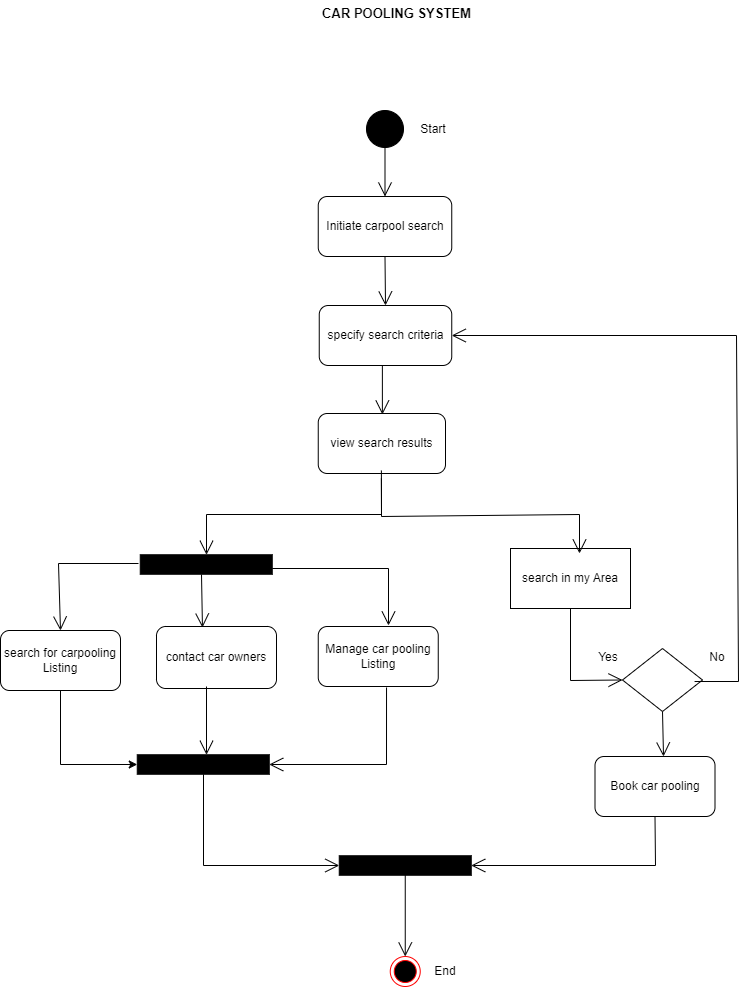 CAR POOLING SYSTEM
Start
Initiate carpool search
specify search criteria
view search results
search in my Area
search for carpooling
Listing
contact car owners
Manage car pooling
Listing
Yes
No
Book car pooling
End